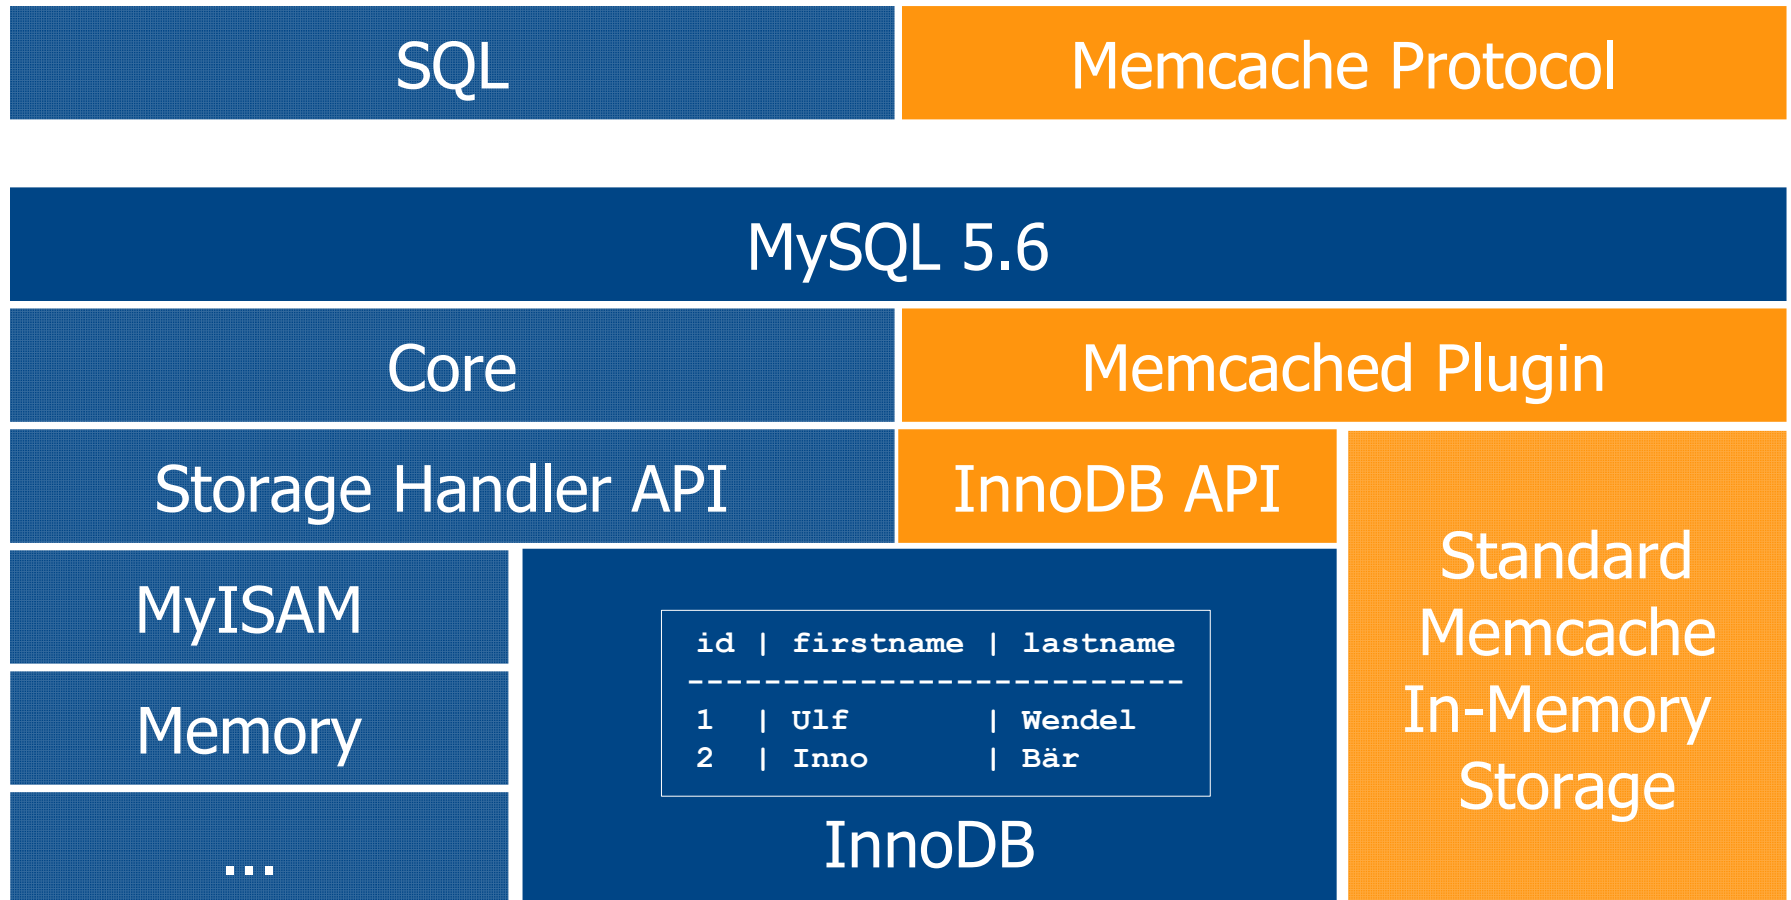 SQL
Memcache Protocol
MySQL 5.6
Core
Memcached Plugin
Storage Handler API
InnoDB API
MyISAM
Memory
...
id | firstname | lastname
--------------------------
1 | Ulf | Wendel
2 | Inno | Bär
InnoDB
Standard
Memcache
In-Memory
Storage